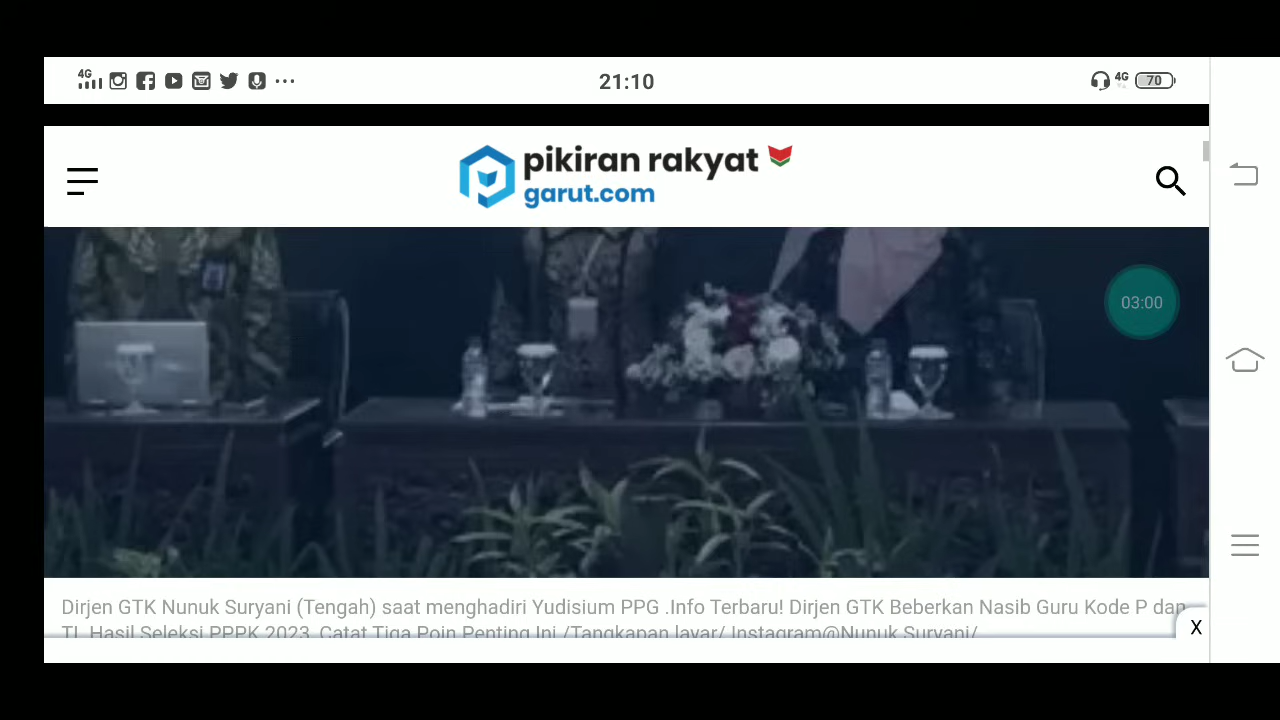 4G 21:10 4G 70
pikiran rakyat
garut.com
03:00
Dirjen GTK Nunuk Suryani (Tengah) saat menghadiri Yudisium PPG .Info Terbaru! Dirjen GTK Beberkan Nasib Guru Kode P dan
TL Hasil Seleksi PPPK 2023, Catat Tiga Poin Penting Ini /Tangkapan layar/ Instagram@Nunuk Suryani/
X